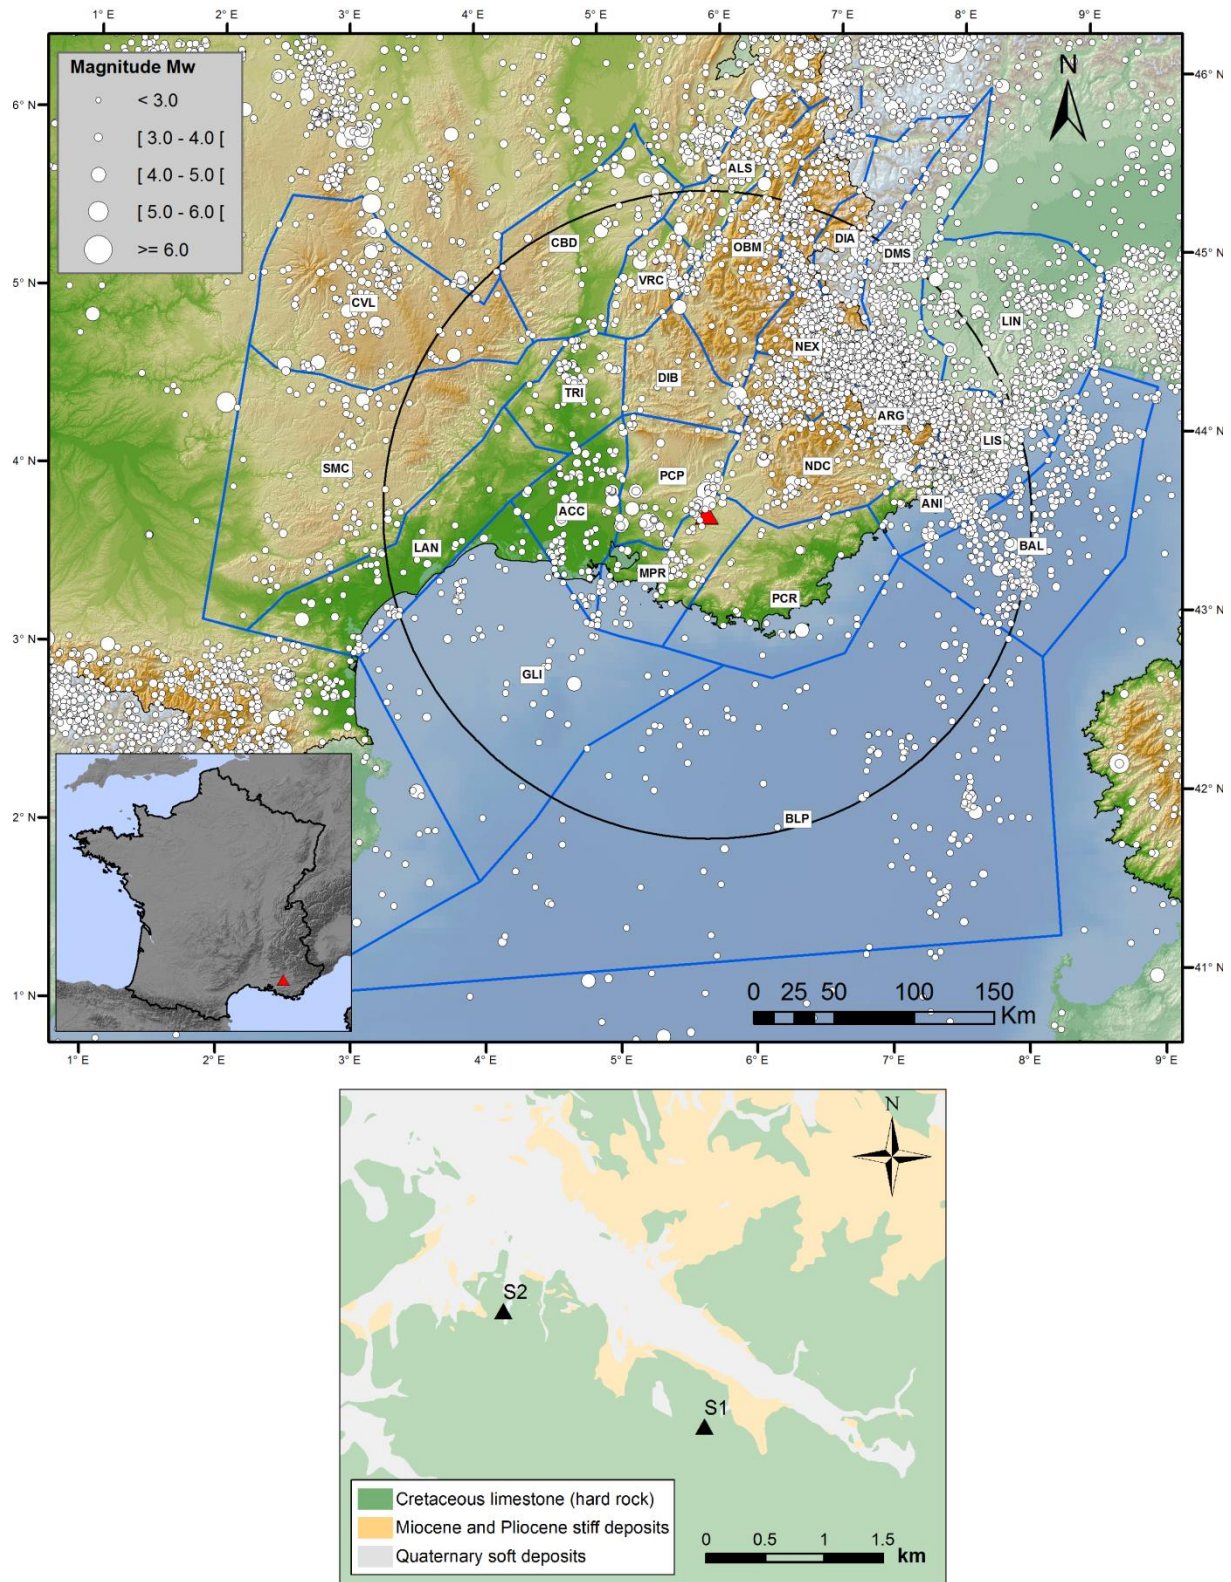 1° E 2° E 3° E 4° E 5° E 6° E 7° E 8° E 9° E
Magnitude Mw
< 3.0
[ 3.0 - 4.0 [
[ 4.0 - 5.0 [
[ 5.0 - 6.0 [
>= 6.0
N
6° N
46° N
ALS
CBD
OBM
DIA
DMS
45° N
5° N
VRC
CVL
LIN
NEX
DIB
TRI
ARG
44° N
LIS
4° N
SMC
PCP
NDC
ANI
ACC
LAN
BAL
MPR
PCR
43° N
3° N
GLI
42° N
2° N
BLP
41° N
1° N
0 25 50 100 150
Km
1° E 2° E 3° E 4° E 5° E 6° E 7° E 8° E 9° E
N
S2
S1
Cretaceous limestone (hard rock)
Miocene and Pliocene stiff deposits
Quaternary soft deposits
0 0.5 1 1.5
km